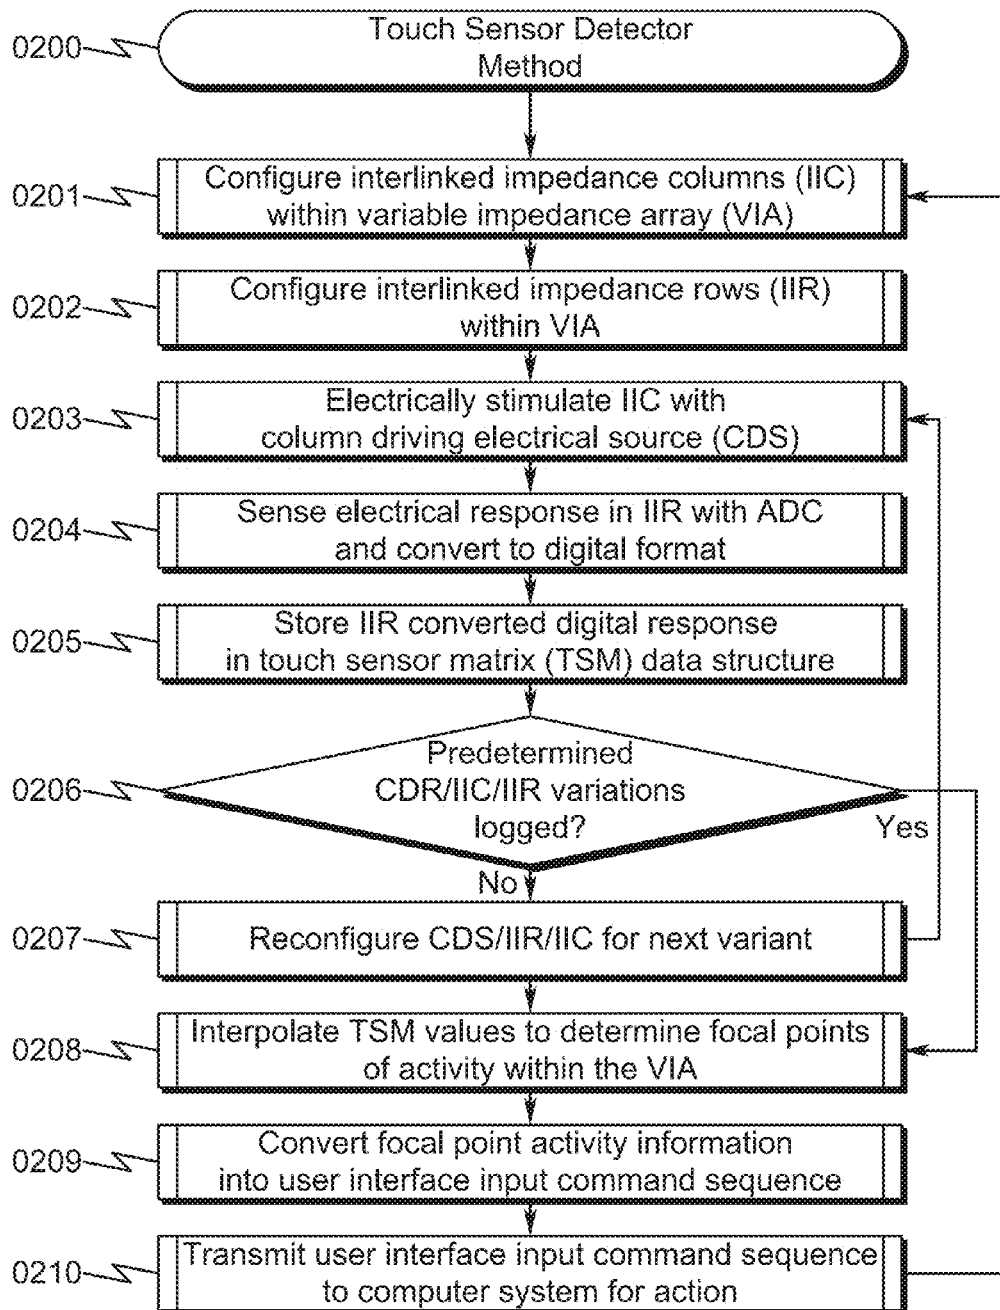 0200
Touch Sensor Detector
Method
0201
Configure interlinked impedance columns (IIC)
within variable impedance array (VIA)
0202
Configure interlinked impedance rows (IIR)
within VIA
0203
Electrically stimulate IIC with
column driving electrical source (CDS)
0204
Sense electrical response in IIR with ADC
and convert to digital format
0205
Store IIR converted digital response
in touch sensor matrix (TSM) data structure
0206
Predetermined
CDR/IIC/IIR variations
logged?
Yes
No
0207
Reconfigure CDS/IIR/IIC for next variant
0208
Interpolate TSM values to determine focal points
of activity within the VIA
0209
Convert focal point activity information
into user interface input command sequence
0210
Transmit user interface input command sequence
to computer system for action